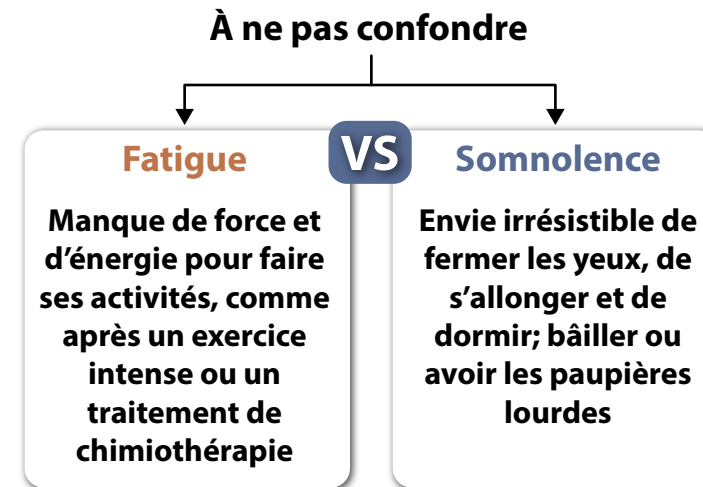 À ne pas confondre
Fatigue
VS
Somnolence
Manque de force et
d’énergie pour faire
ses activités, comme
après un exercice
intense ou un
traitement de
chimiothérapie
Envie irrésistible de
fermer les yeux, de
s’allonger et de
dormir; bâiller ou
avoir les paupières
lourdes